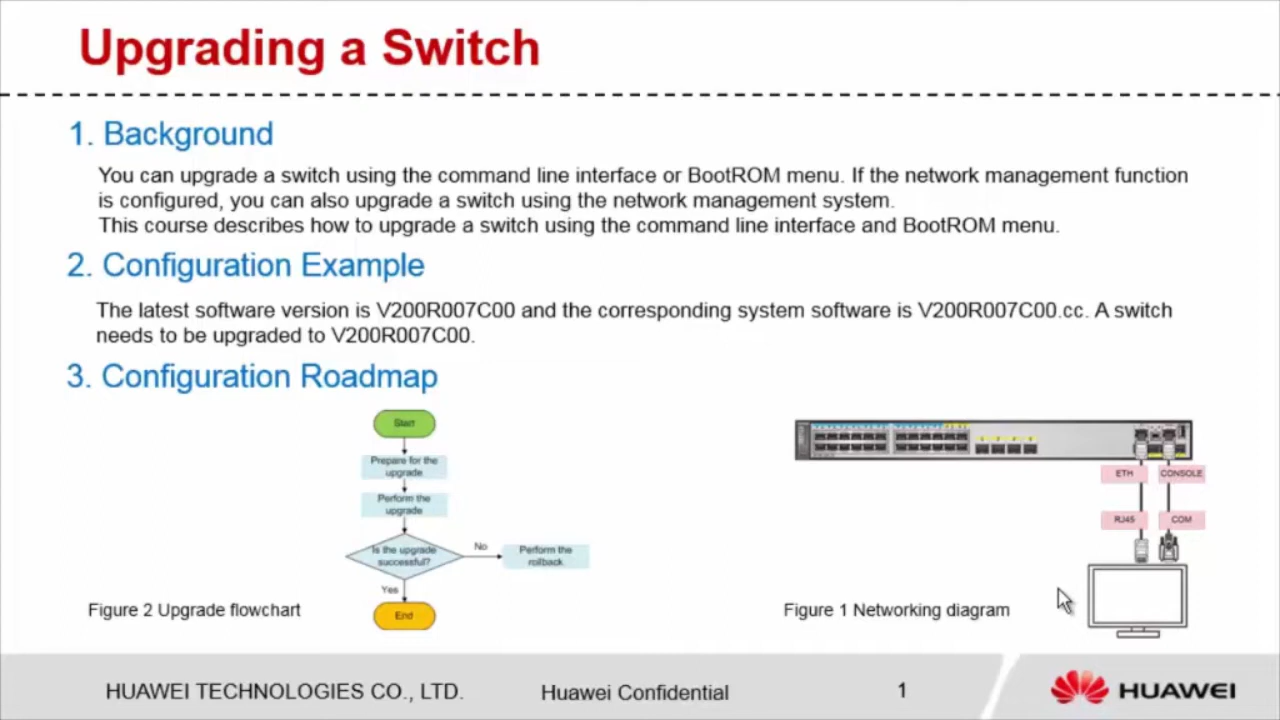 Upgrading a Switch
1. Background
You can upgrade a switch using the command line interface or BootROM menu. If the network management function
is configured, you can also upgrade a switch using the network management system.
This course describes how to upgrade a switch using the command line interface and BootROM menu.
2. Configuration Example
The latest software version is V200R007C00 and the corresponding system software is V200R007C00.cc. A switch
needs to be upgraded to V200R007C00.
3. Configuration Roadmap
Start
Prepare for the
upgrade
Perform the
upgrade
Is the upgrade
successful?
No
Perform the
rollback
Yes
End
Figure 2 Upgrade flowchart
ETH
CONSOLE
RJ45
COM
Figure 1 Networking diagram
HUAWEI TECHNOLOGIES CO., LTD.
Huawei Confidential
1
HUAWEI